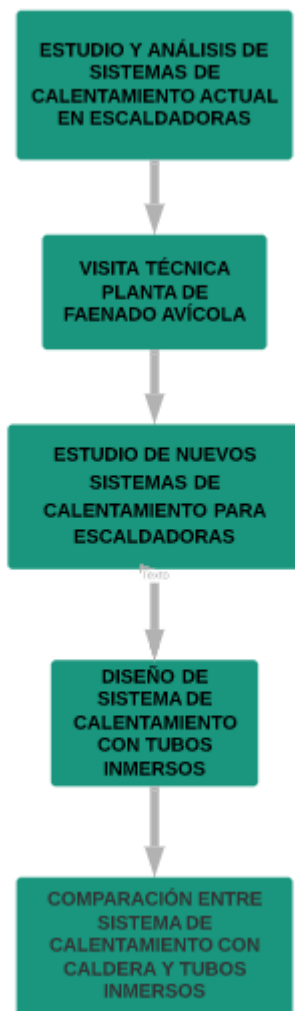 ESTUDIO Y ANÁLISIS DE
SISTEMAS DE
CALENTAMIENTO ACTUAL
EN ESCALDADORAS
VISITA TÉCNICA
PLANTA DE
FAENADO AVÍCOLA
ESTUDIO DE NUEVOS
SISTEMAS DE
CALENTAMIENTO PARA
ESCALDADORAS
Texto
DISEÑO DE
SISTEMA DE
CALENTAMIENTO
CON TUBOS
INMERSOS
COMPARACIÓN ENTRE
SISTEMA DE
CALENTAMIENTO CON
CALDERA Y TUBOS
INMERSOS